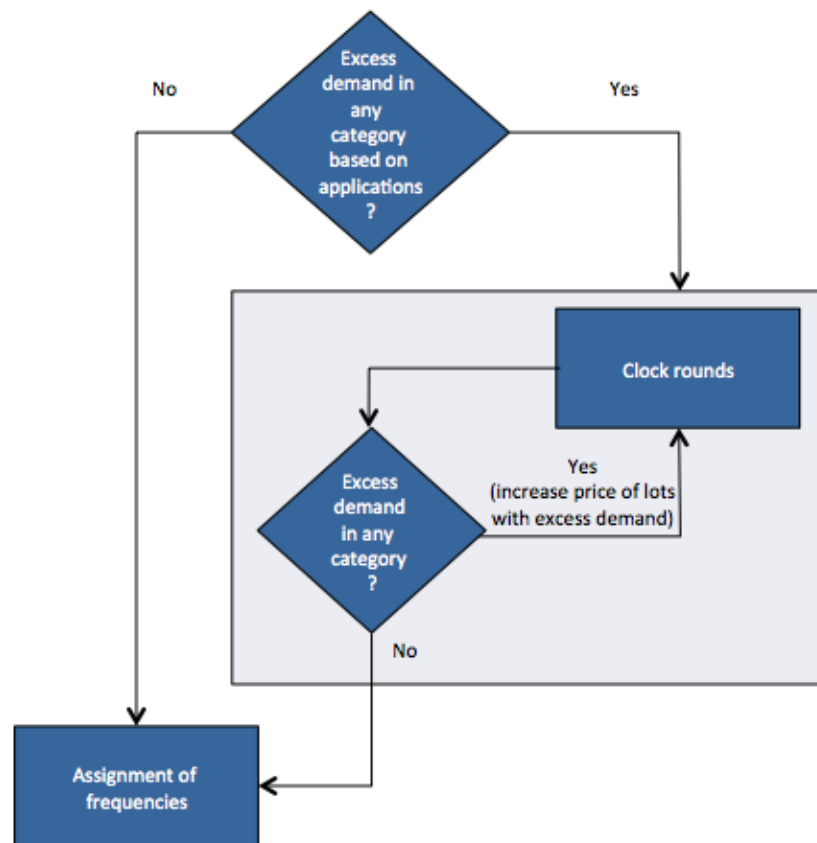 Excess
demand in
any
category
based on
applications
?
No
Yes
Clock rounds
Excess
demand
in any
category
?
Yes
(increase price of lots
with excess demand)
No
Assignment of
frequencies